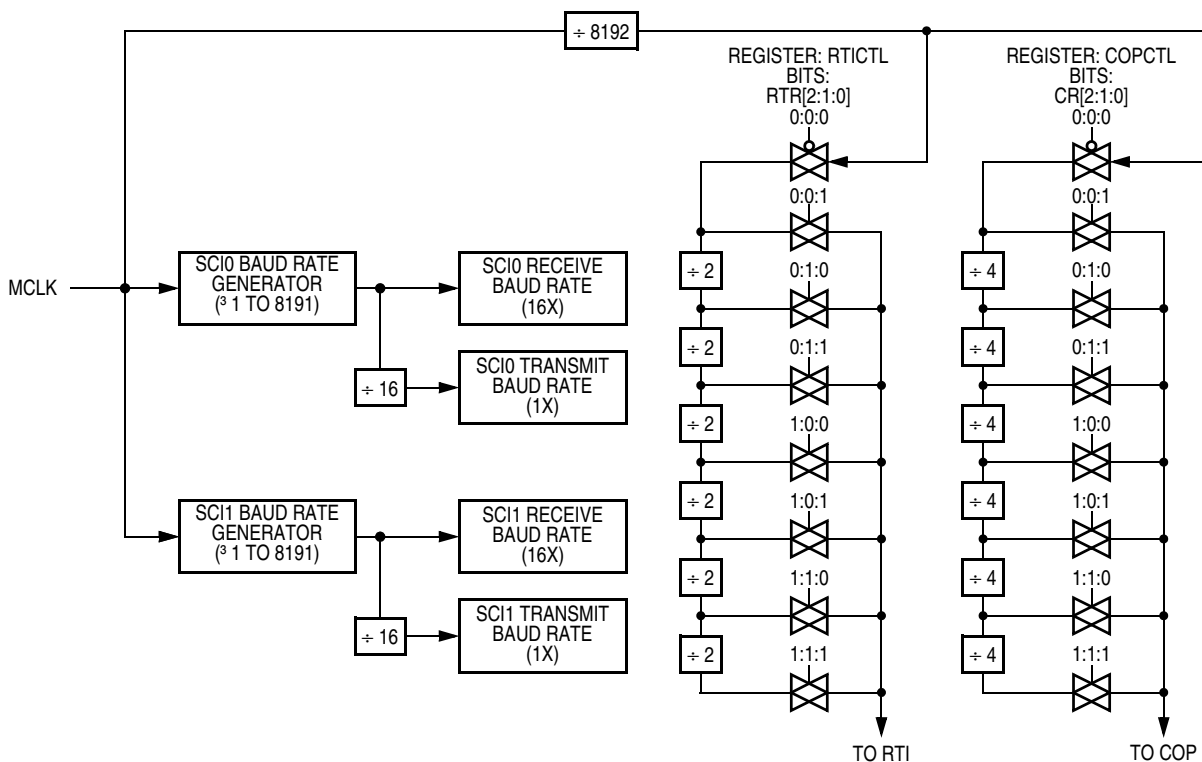 ÷ 8192
REGISTER: RTICTL
BITS:
RTR[2:1:0]
0:0:0
0:0:1
÷ 2
0:1:0
÷ 2
0:1:1
÷ 2
1:0:0
÷ 2
1:0:1
÷ 2
1:1:0
÷ 2
1:1:1
TO RTI
REGISTER: COPCTL
BITS:
CR[2:1:0]
0:0:0
0:0:1
÷ 4
0:1:0
÷ 4
0:1:1
÷ 4
1:0:0
÷ 4
1:0:1
÷ 4
1:1:0
÷ 4
1:1:1
TO COP
MCLK
SCI0 BAUD RATE
GENERATOR
(³ 1 TO 8191)
SCI0 RECEIVE
BAUD RATE
(16X)
÷ 16
SCI0 TRANSMIT
BAUD RATE
(1X)
SCI1 BAUD RATE
GENERATOR
(³ 1 TO 8191)
SCI1 RECEIVE
BAUD RATE
(16X)
÷ 16
SCI1 TRANSMIT
BAUD RATE
(1X)